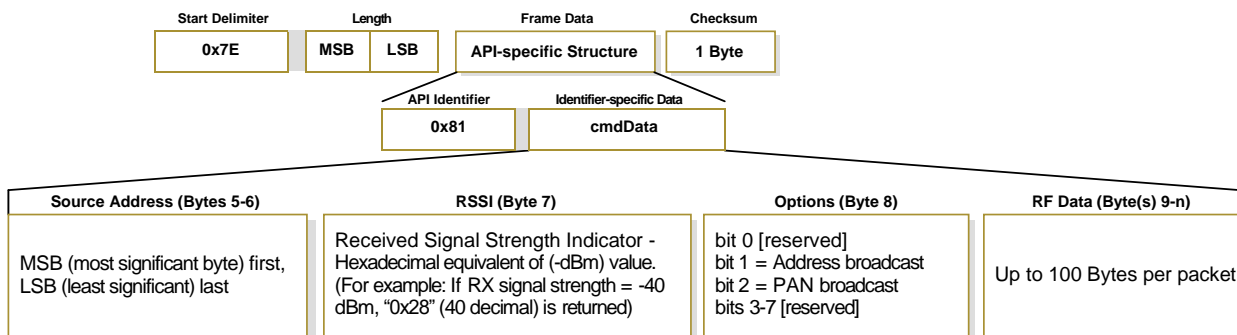 Start Delimiter
Length
Frame Data
Checksum
0x7E
MSB
LSB
API-specific Structure
1 Byte
API Identifier
Identifier-specific Data
0x81
cmdData
Source Address (Bytes 5-6)
RSSI (Byte 7)
Options (Byte 8)
RF Data (Byte(s) 9-n)
MSB (most significant byte) first,
LSB (least significant) last
Received Signal Strength Indicator -
Hexadecimal equivalent of (-dBm) value.
(For example: If RX signal strength = -40
dBm, “0x28” (40 decimal) is returned)
bit 0 [reserved]
bit 1 = Address broadcast
bit 2 = PAN broadcast
bits 3-7 [reserved]
Up to 100 Bytes per packet